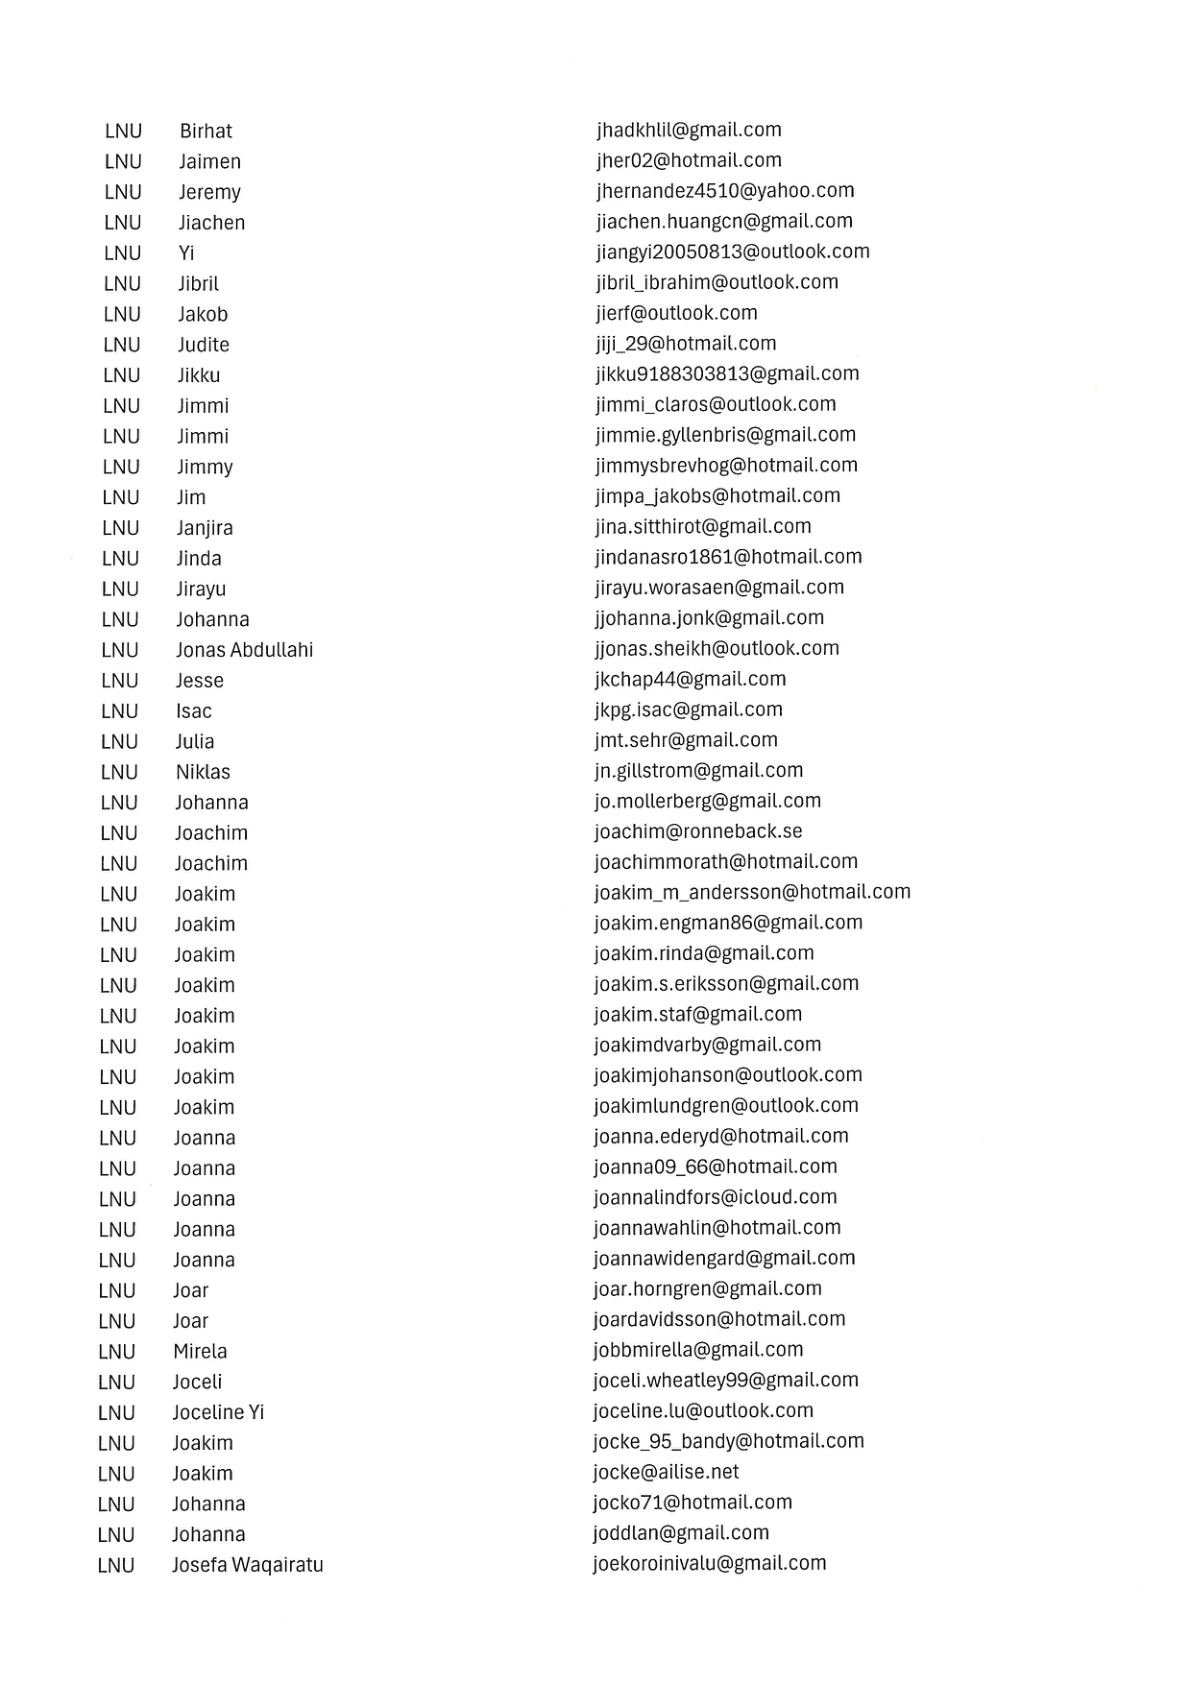 LNU Birhat jhadkhlil@gmail.com
LNU Jaimen jher02@hotmail.com
LNU Jeremy jhernandez4510@yahoo.com
LNU Jiachen jiachen.huangcn@gmail.com
LNU Yi jiangyi20050813@outlook.com
LNU Jibril jibril_ibrahim@outlook.com
LNU Jakob jierf@outlook.com
LNU Judite jiji_29@hotmail.com
LNU Jikku jikku9188303813@gmail.com
LNU Jimmi jimmi_claros@outlook.com
LNU Jimmi jimmie.gyllenbris@gmail.com
LNU Jimmy jimmysbrevhog@hotmail.com
LNU Jim jimpa_jakobs@hotmail.com
LNU Janjira jina.sitthirot@gmail.com
LNU Jinda jindanasro1861@hotmail.com
LNU Jirayu jirayu.worasaen@gmail.com
LNU Johanna jjohanna.jonk@gmail.com
LNU Jonas Abdullahi jjonas.sheikh@outlook.com
LNU Jesse jkchap44@gmail.com
LNU Isac jkpg.isac@gmail.com
LNU Julia jmt.sehr@gmail.com
LNU Niklas jn.gillstrom@gmail.com
LNU Johanna jo.mollerberg@gmail.com
LNU Joachim joachim@ronneback.se
LNU Joachim joachimmorath@hotmail.com
LNU Joakim joakim_m_andersson@hotmail.com
LNU Joakim joakim.engman86@gmail.com
LNU Joakim joakim.rinda@gmail.com
LNU Joakim joakim.s.eriksson@gmail.com
LNU Joakim joakim.staf@gmail.com
LNU Joakim joakimdvarby@gmail.com
LNU Joakim joakimjohanson@outlook.com
LNU Joakim joakimlundgren@outlook.com
LNU Joanna joanna.ederyd@hotmail.com
LNU Joanna joanna09_66@hotmail.com
LNU Joanna joannalindfors@icloud.com
LNU Joanna joannawahlin@hotmail.com
LNU Joanna joannawidengard@gmail.com
LNU Joar joar.horngren@gmail.com
LNU Joar joardavidsson@hotmail.com
LNU Mirela jobbmirella@gmail.com
LNU Joceli joceli.wheatley99@gmail.com
LNU Joceline Yi joceline.lu@outlook.com
LNU Joakim jocke_95_bandy@hotmail.com
LNU Joakim jocke@ailise.net
LNU Johanna jocko71@hotmail.com
LNU Johanna joddlan@gmail.com
LNU Josefa Waqairatu joekoroinivalu@gmail.com